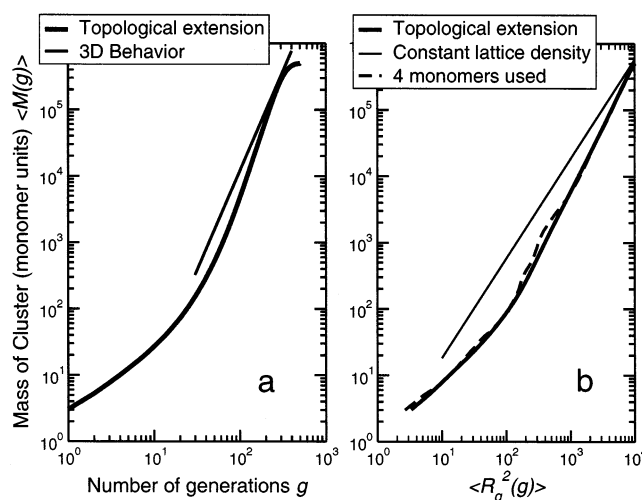 Topological extension
3D Behavior
Topological extension
Constant lattice density
4 monomers used
Mass of Cluster (monomer units) <M(g)>
10^5
10^4
10^3
10^2
10^1
10^0
10^5
10^4
10^3
10^2
10^1
10^0
a
b
10^0 10^1 10^2 10^3
10^0 10^1 10^2 10^3 10^4
Number of generations g
<R_g^2(g)>